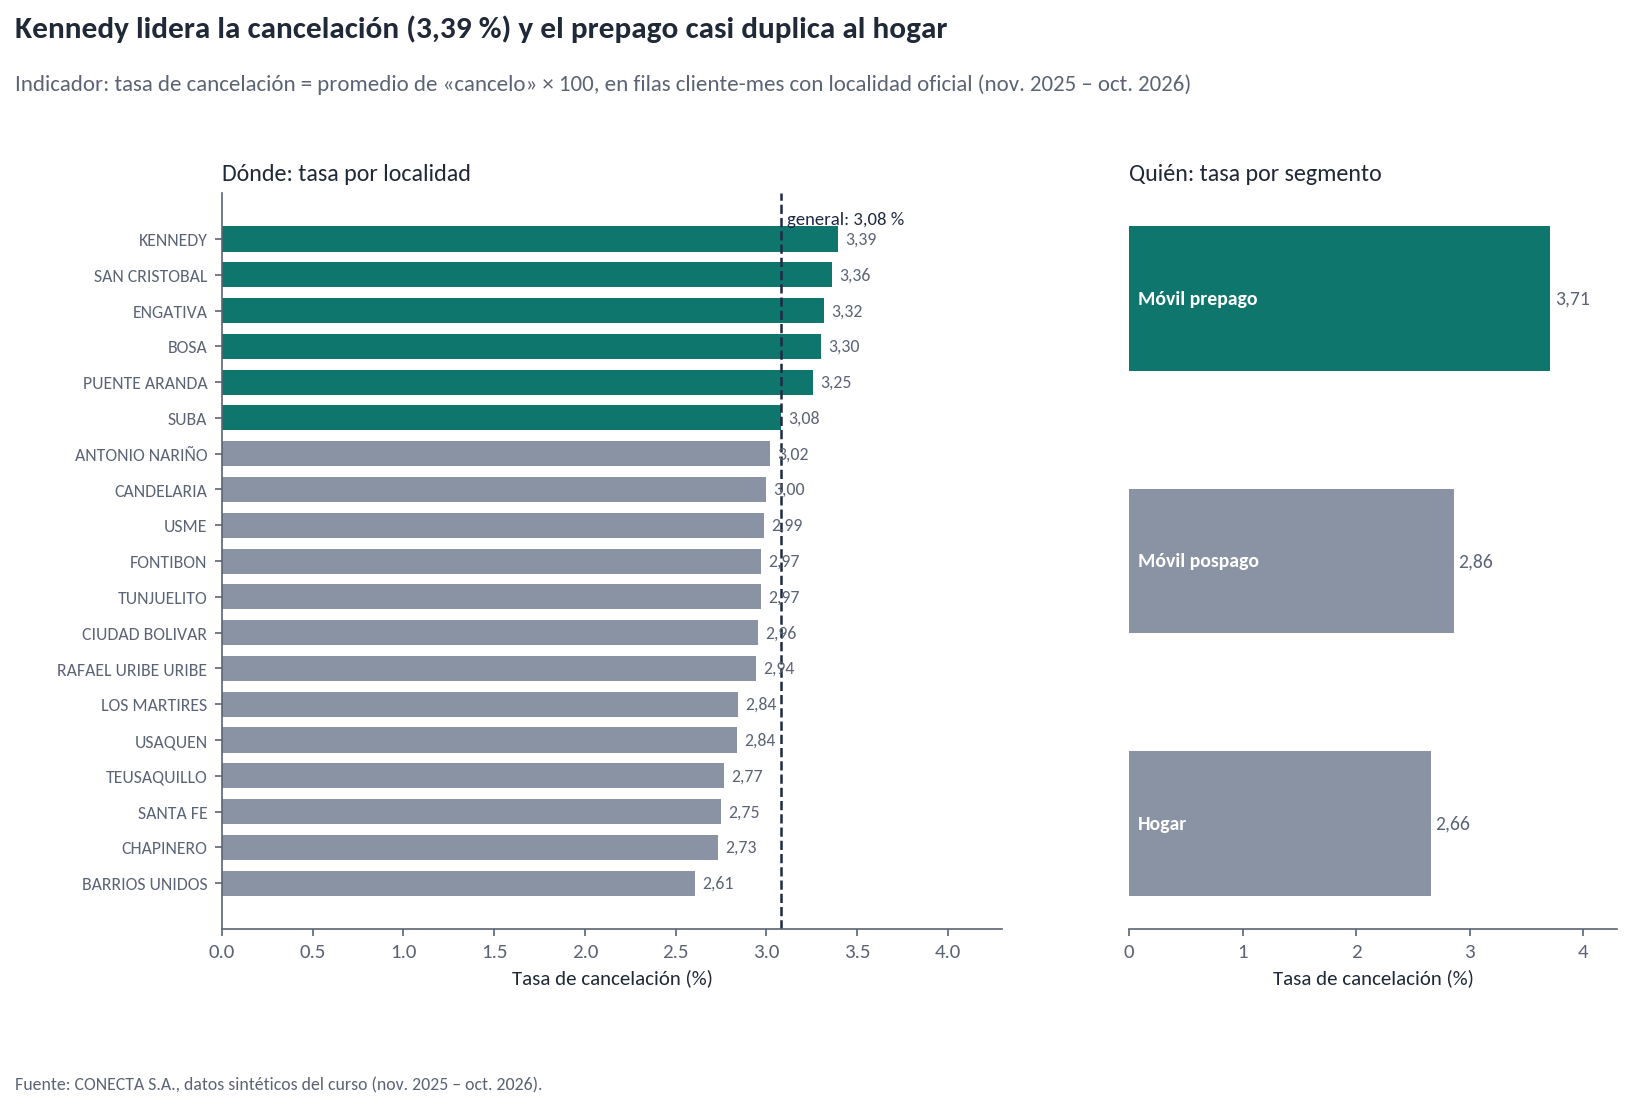 Kennedy lidera la cancelación (3,39 %) y el prepago casi duplica al hogar
Indicador: tasa de cancelación = promedio de «cancelo» × 100, en filas cliente-mes con localidad oficial (nov. 2025 – oct. 2026)
Dónde: tasa por localidad
general: 3,08 %
KENNEDY 3,39
SAN CRISTOBAL 3,36
ENGATIVA 3,32
BOSA 3,30
PUENTE ARANDA 3,25
SUBA 3,08
ANTONIO NARIÑO 3,02
CANDELARIA 3,00
USME 2,99
FONTIBON 2,97
TUNJUELITO 2,97
CIUDAD BOLIVAR 2,96
RAFAEL URIBE URIBE 2,94
LOS MARTIRES 2,84
USAQUEN 2,84
TEUSAQUILLO 2,77
SANTA FE 2,75
CHAPINERO 2,73
BARRIOS UNIDOS 2,61
0.0 0.5 1.0 1.5 2.0 2.5 3.0 3.5 4.0
Tasa de cancelación (%)
Quién: tasa por segmento
Móvil prepago 3,71
Móvil pospago 2,86
Hogar 2,66
0 1 2 3 4
Tasa de cancelación (%)
Fuente: CONECTA S.A., datos sintéticos del curso (nov. 2025 – oct. 2026).